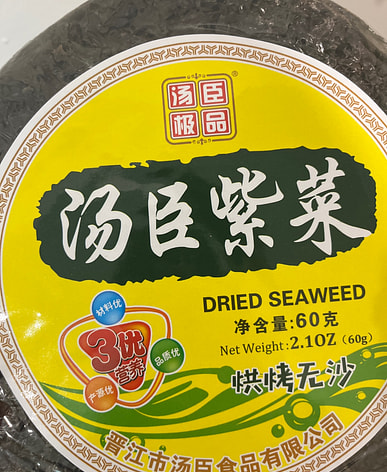 汤臣
极品
®
汤臣紫菜
DRIED SEAWEED
净含量:60克
Net Weight:2.1OZ (60g)
材料优
3优
营养
品质优
产源优
烘烤无沙
晋江市汤臣食品有限公司